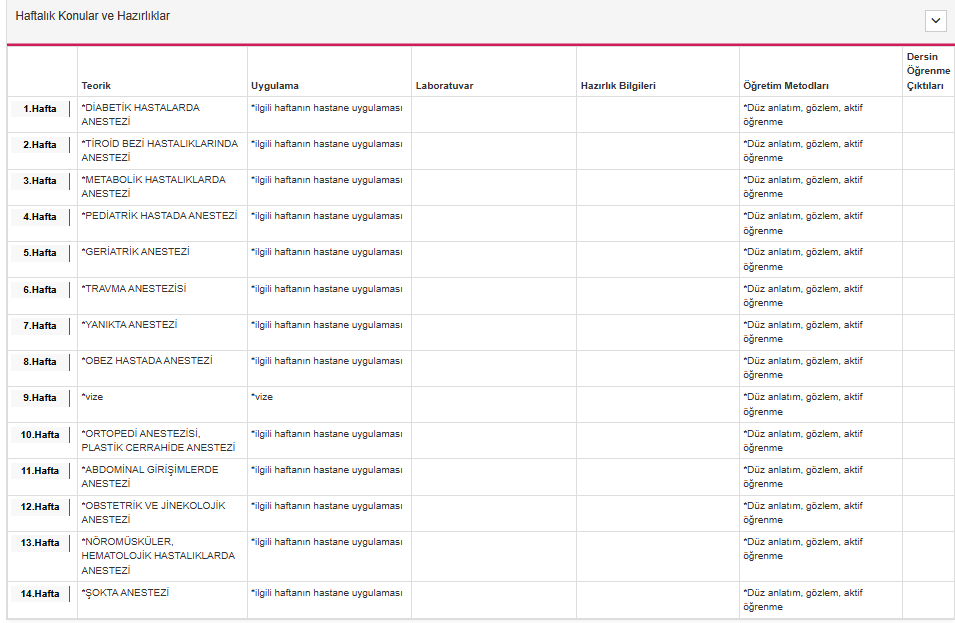 Haftalık Konular ve Hazırlıklar
Dersin
Öğrenme
Teorik Uygulama Laboratuvar Hazırlık Bilgileri Öğretim Metodları Çıktıları
1.Hafta *DİABETİK HASTALARDA *ilgili haftanın hastane uygulaması *Düz anlatım, gözlem, aktif
ANESTEZİ öğrenme
2.Hafta *TİROİD BEZİ HASTALIKLARINDA *ilgili haftanın hastane uygulaması *Düz anlatım, gözlem, aktif
ANESTEZİ öğrenme
3.Hafta *METABOLİK HASTALIKLARDA *ilgili haftanın hastane uygulaması *Düz anlatım, gözlem, aktif
ANESTEZİ öğrenme
4.Hafta *PEDİATRİK HASTADA ANESTEZİ *ilgili haftanın hastane uygulaması *Düz anlatım, gözlem, aktif
öğrenme
5.Hafta *GERİATRİK ANESTEZİ *ilgili haftanın hastane uygulaması *Düz anlatım, gözlem, aktif
öğrenme
6.Hafta *TRAVMA ANESTEZİSİ *ilgili haftanın hastane uygulaması *Düz anlatım, gözlem, aktif
öğrenme
7.Hafta *YANIKTA ANESTEZİ *ilgili haftanın hastane uygulaması *Düz anlatım, gözlem, aktif
öğrenme
8.Hafta *OBEZ HASTADA ANESTEZİ *ilgili haftanın hastane uygulaması *Düz anlatım, gözlem, aktif
öğrenme
9.Hafta *vize *vize *Düz anlatım, gözlem, aktif
öğrenme
10.Hafta *ORTOPEDİ ANESTEZİSİ, *ilgili haftanın hastane uygulaması *Düz anlatım, gözlem, aktif
PLASTİK CERRAHİDE ANESTEZİ öğrenme
11.Hafta *ABDOMİNAL GİRİŞİMLERDE *ilgili haftanın hastane uygulaması *Düz anlatım, gözlem, aktif
ANESTEZİ öğrenme
12.Hafta *OBSTETRİK VE JİNEKOLOJİK *ilgili haftanın hastane uygulaması *Düz anlatım, gözlem, aktif
ANESTEZİ öğrenme
13.Hafta *NÖROMÜSKÜLER, *ilgili haftanın hastane uygulaması *Düz anlatım, gözlem, aktif
HEMATOLOJİK HASTALIKLARDA öğrenme
ANESTEZİ
14.Hafta *ŞOKTA ANESTEZİ *ilgili haftanın hastane uygulaması *Düz anlatım, gözlem, aktif
öğrenme